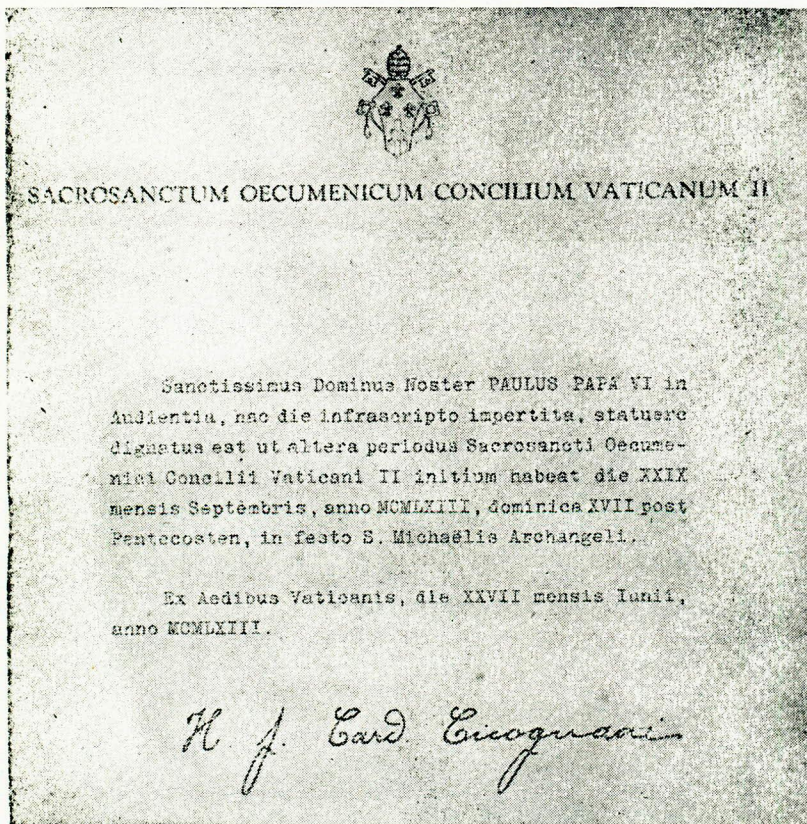 SACROSANCTUM OECUMENICUM CONCILIUM VATICANUM II
Sanctissimus Dominus Noster PAULUS PAPA VI in
Audientia, hac die infrascripto impertita, statuere
dignatus est ut altera periodus Sacrosancti Oecume-
nici Concilii Vaticani II initium habeat die XXIX
mensis Septembris, anno MCMLXIII, dominica XVII post
Pentecosten, in festo S. Michaëlis Archangeli.
Ex Aedibus Vaticanis, die XXVII mensis Iunii,
anno MCMLXIII.
H. J. Card. Cicognani